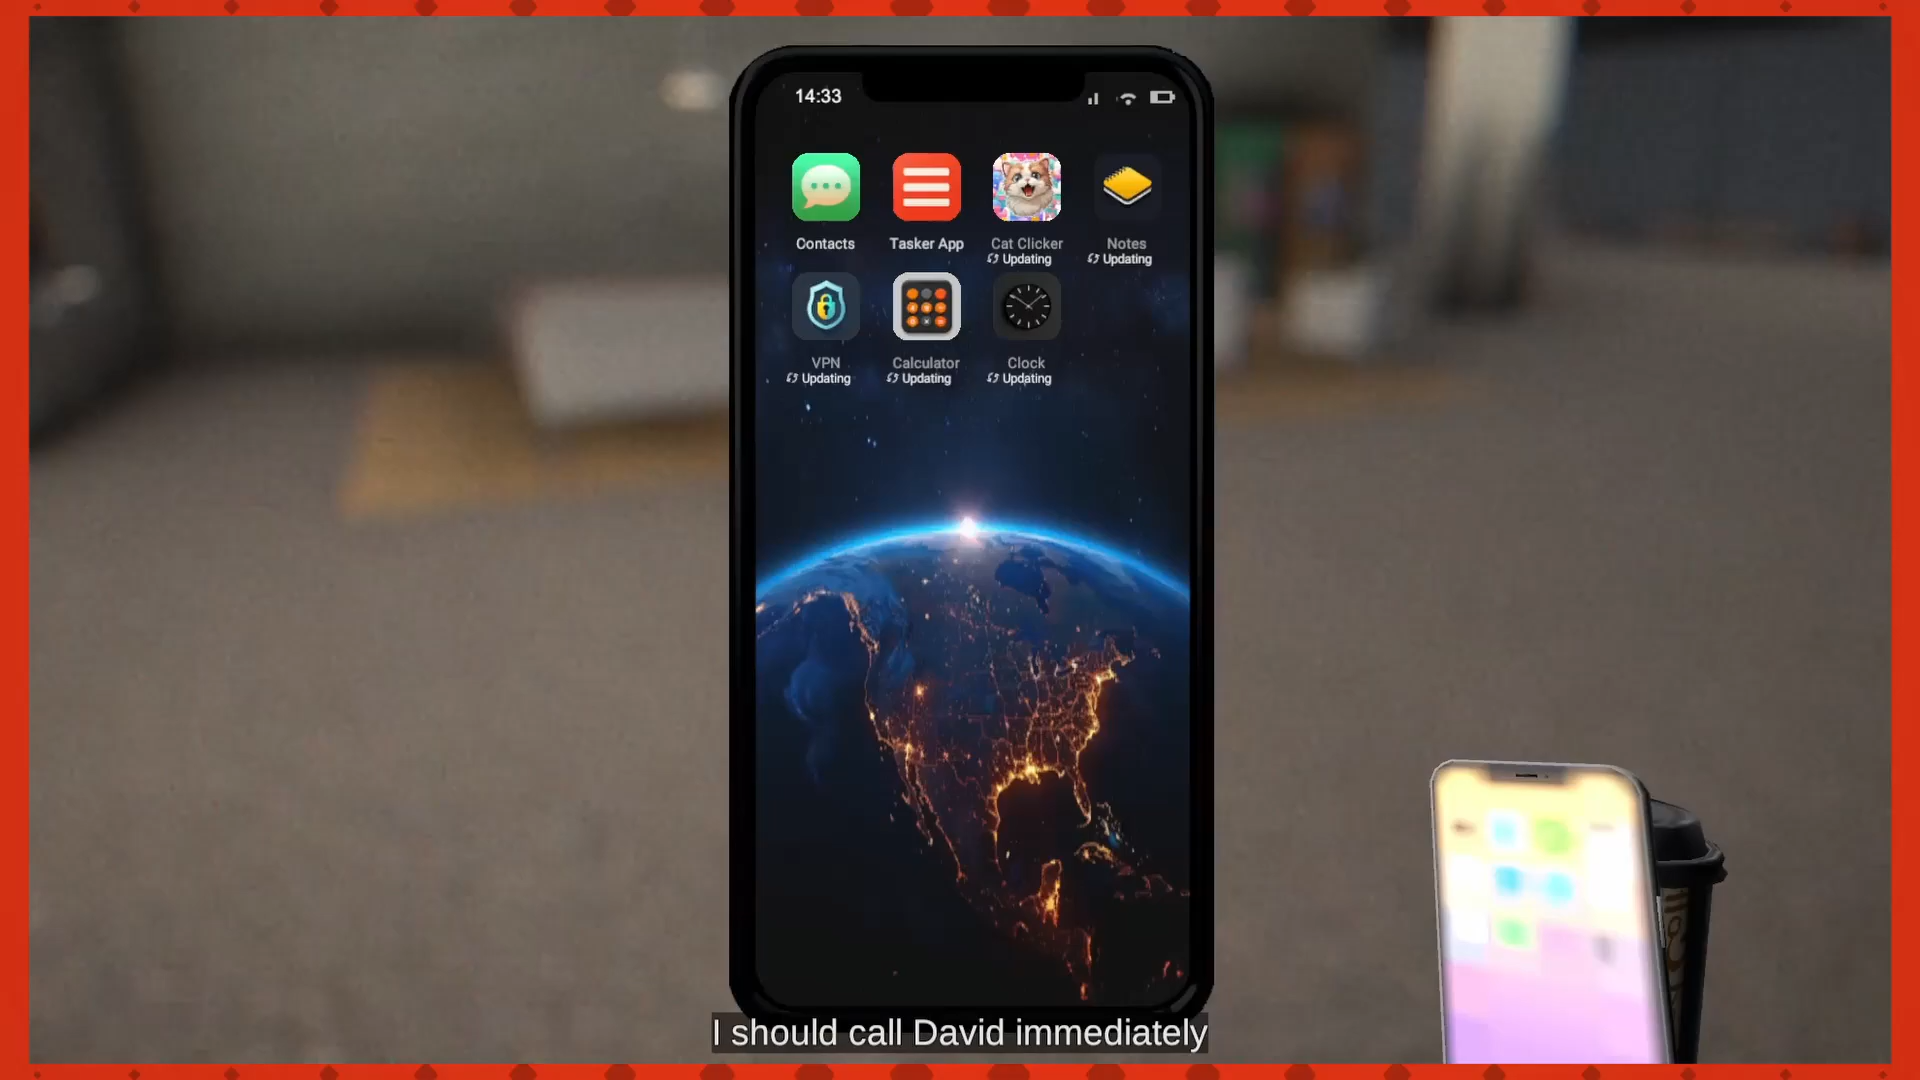 14:33
Contacts
Tasker App
Cat Clicker
Updating
Notes
Updating
VPN
Updating
Calculator
Updating
Clock
Updating
I should call David immediately